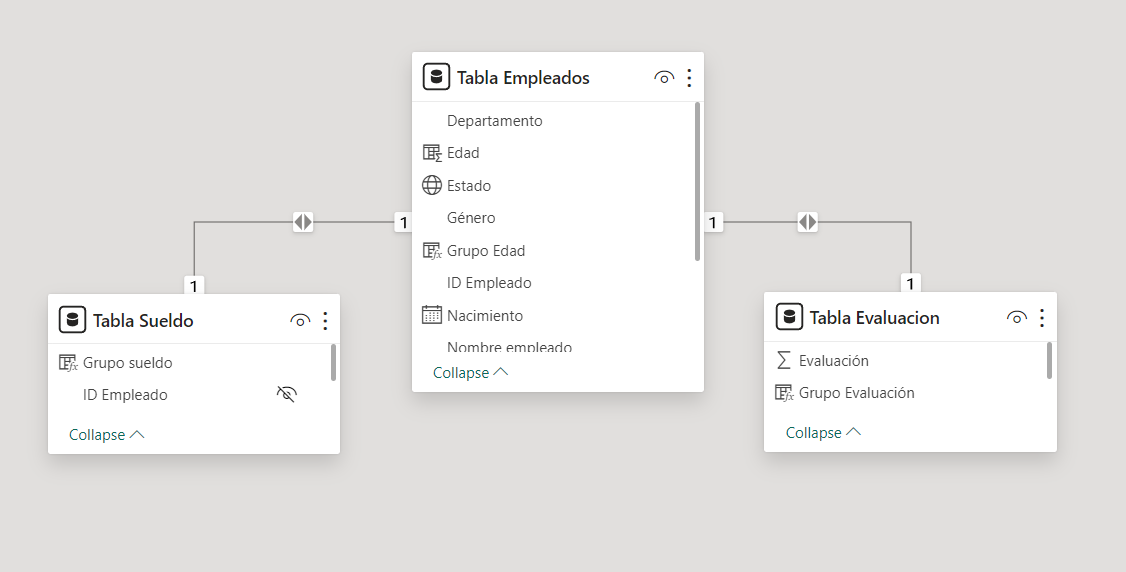 Tabla Empleados
Departamento
Edad
Estado
Género
Grupo Edad
ID Empleado
Nacimiento
Nombre empleado
Collapse
1
1
1
Tabla Sueldo
Grupo sueldo
ID Empleado
Collapse
1
Tabla Evaluacion
Evaluación
Grupo Evaluación
Collapse